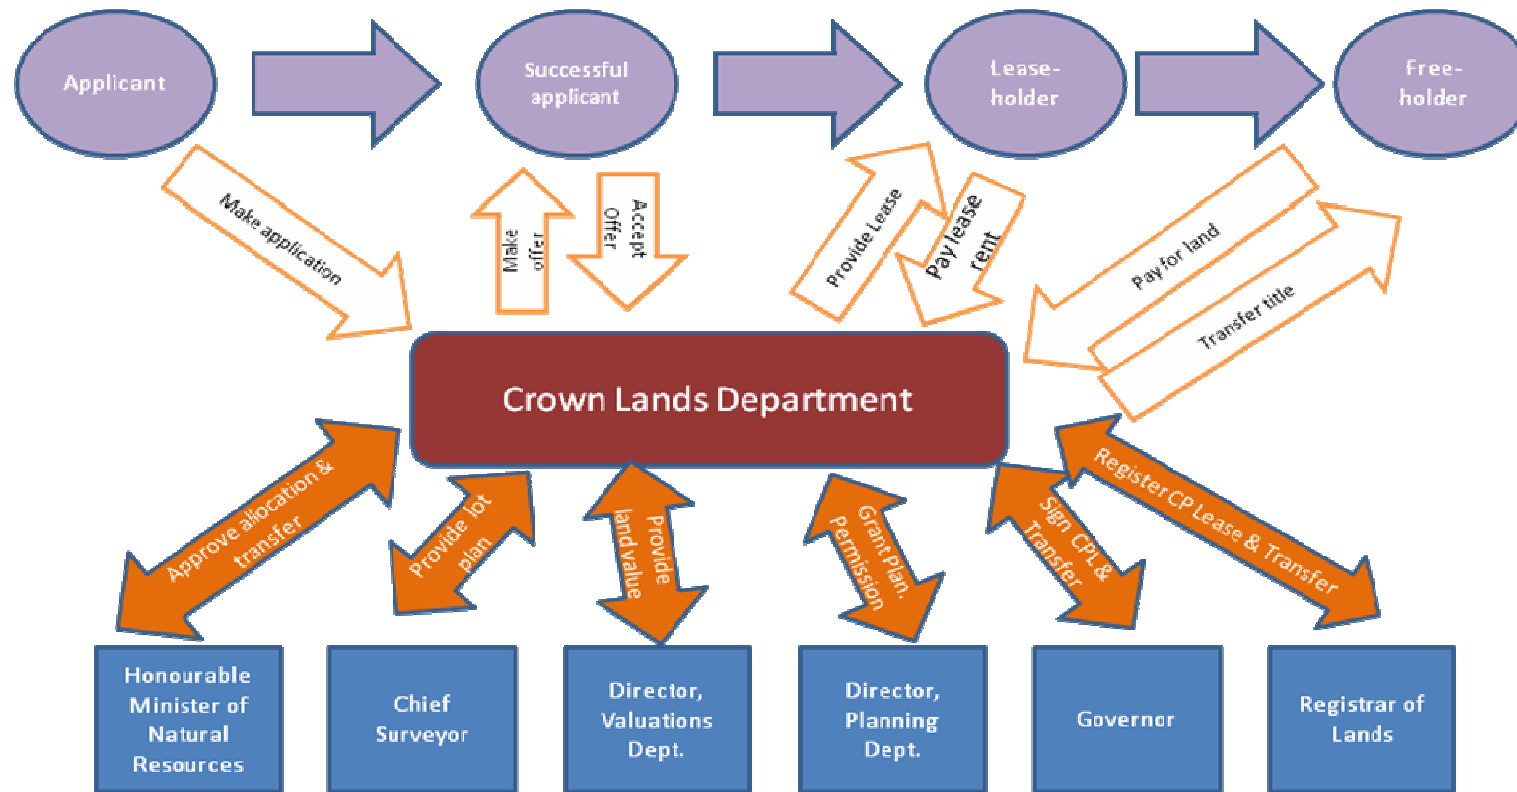 Applicant
Successful
applicant
Lease-
holder
Free-
holder
Make application
Make
offer
Accept
Offer
Provide Lease
Pay lease
rent
Pay for land
Transfer title
Crown Lands Department
Approve allocation &
transfer
Provide lot
plan
Provide
land value
Grant plan.
permission
Sign CPL &
Transfer
Register CP Lease & Transfer
Honourable
Minister of
Natural
Resources
Chief
Surveyor
Director,
Valuations
Dept.
Director,
Planning
Dept.
Governor
Registrar of
Lands